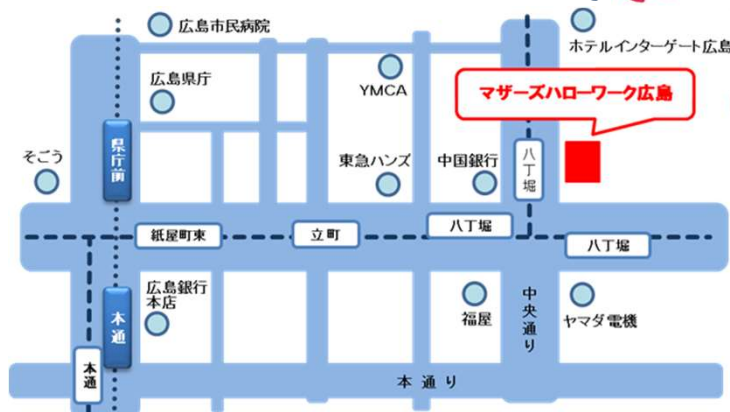 広島市民病院
ホテルインターゲート広島
広島県庁
YMCA
マザーズハローワーク広島
県庁前
そごう
東急ハンズ
中国銀行
八丁堀
紙屋町東
立町
八丁堀
八丁堀
広島銀行
本店
本通
福屋
中央通り
ヤマダ電機
本通
本通り